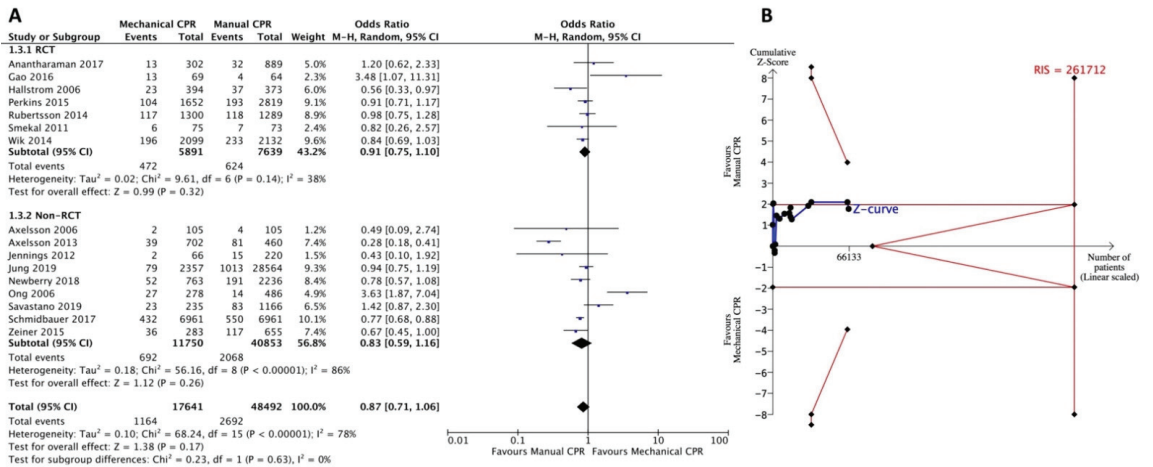 A
Mechanical CPR Manual CPR Odds Ratio Odds Ratio
Study or Subgroup Events Total Events Total Weight M-H, Random, 95% CI M-H, Random, 95% CI
1.3.1 RCT
Anantharaman 2017 13 302 32 889 5.0% 1.20 [0.62, 2.33]
Gao 2016 13 69 4 64 2.3% 3.48 [1.07, 11.31]
Hallstrom 2006 23 394 37 373 6.0% 0.56 [0.33, 0.97]
Perkins 2015 104 1652 193 2819 9.1% 0.91 [0.71, 1.17]
Rubertsson 2014 117 1300 118 1289 8.9% 0.98 [0.75, 1.28]
Smekal 2011 6 75 7 73 2.4% 0.82 [0.26, 2.57]
Wik 2014 196 2099 233 2132 9.6% 0.84 [0.69, 1.03]
Subtotal (95% CI) 5891 7639 43.2% 0.91 [0.75, 1.10]
Total events 472 624
Heterogeneity: Tau² = 0.02; Chi² = 9.61, df = 6 (P = 0.14); I² = 38%
Test for overall effect: Z = 0.99 (P = 0.32)
1.3.2 Non-RCT
Axelsson 2006 2 105 4 105 1.2% 0.49 [0.09, 2.74]
Axelsson 2013 39 702 81 460 7.4% 0.28 [0.18, 0.41]
Jennings 2012 2 66 15 220 1.6% 0.43 [0.10, 1.92]
Jung 2019 79 2357 1013 28564 9.3% 0.94 [0.75, 1.19]
Newberry 2018 52 763 191 2236 8.4% 0.78 [0.57, 1.08]
Ong 2006 27 278 14 486 4.9% 3.63 [1.87, 7.04]
Savastano 2019 23 235 83 1166 6.5% 1.42 [0.87, 2.30]
Schmidbauer 2017 432 6961 550 6961 10.1% 0.77 [0.68, 0.88]
Zeiner 2015 36 283 117 655 7.4% 0.67 [0.45, 1.00]
Subtotal (95% CI) 11750 40853 56.8% 0.83 [0.59, 1.16]
Total events 692 2068
Heterogeneity: Tau² = 0.18; Chi² = 56.16, df = 8 (P < 0.00001); I² = 86%
Test for overall effect: Z = 1.12 (P = 0.26)
Total (95% CI) 17641 48492 100.0% 0.87 [0.71, 1.06]
Total events 1164 2692
Heterogeneity: Tau² = 0.10; Chi² = 68.24, df = 15 (P < 0.00001); I² = 78%
Test for overall effect: Z = 1.38 (P = 0.17)
Test for subgroup differences: Chi² = 0.23, df = 1 (P = 0.63), I² = 0%
0.01 0.1 1 10 100
Favours Manual CPR Favours Mechanical CPR
B
Cumulative
Z-Score
RIS = 261712
8
7
6
5
4
3
2
1
-1
-2
-3
-4
-5
-6
-7
-8
Favours
Manual CPR
Favours
Mechanical CPR
Z-curve
66133
Number of
patients
(Linear scaled)